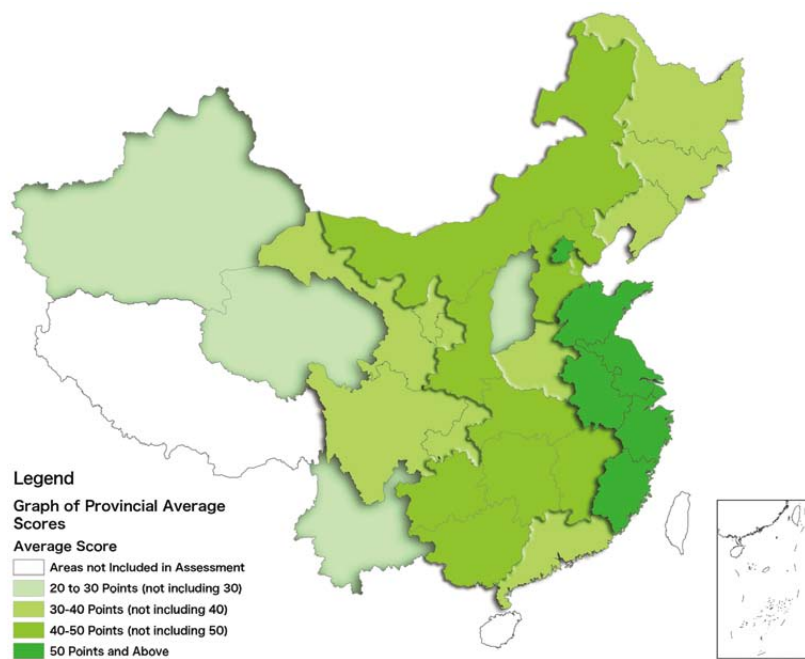 Legend
Graph of Provincial Average
Scores
Average Score
Areas not Included in Assessment
20 to 30 Points (not including 30)
30-40 Points (not including 40)
40-50 Points (not including 50)
50 Points and Above